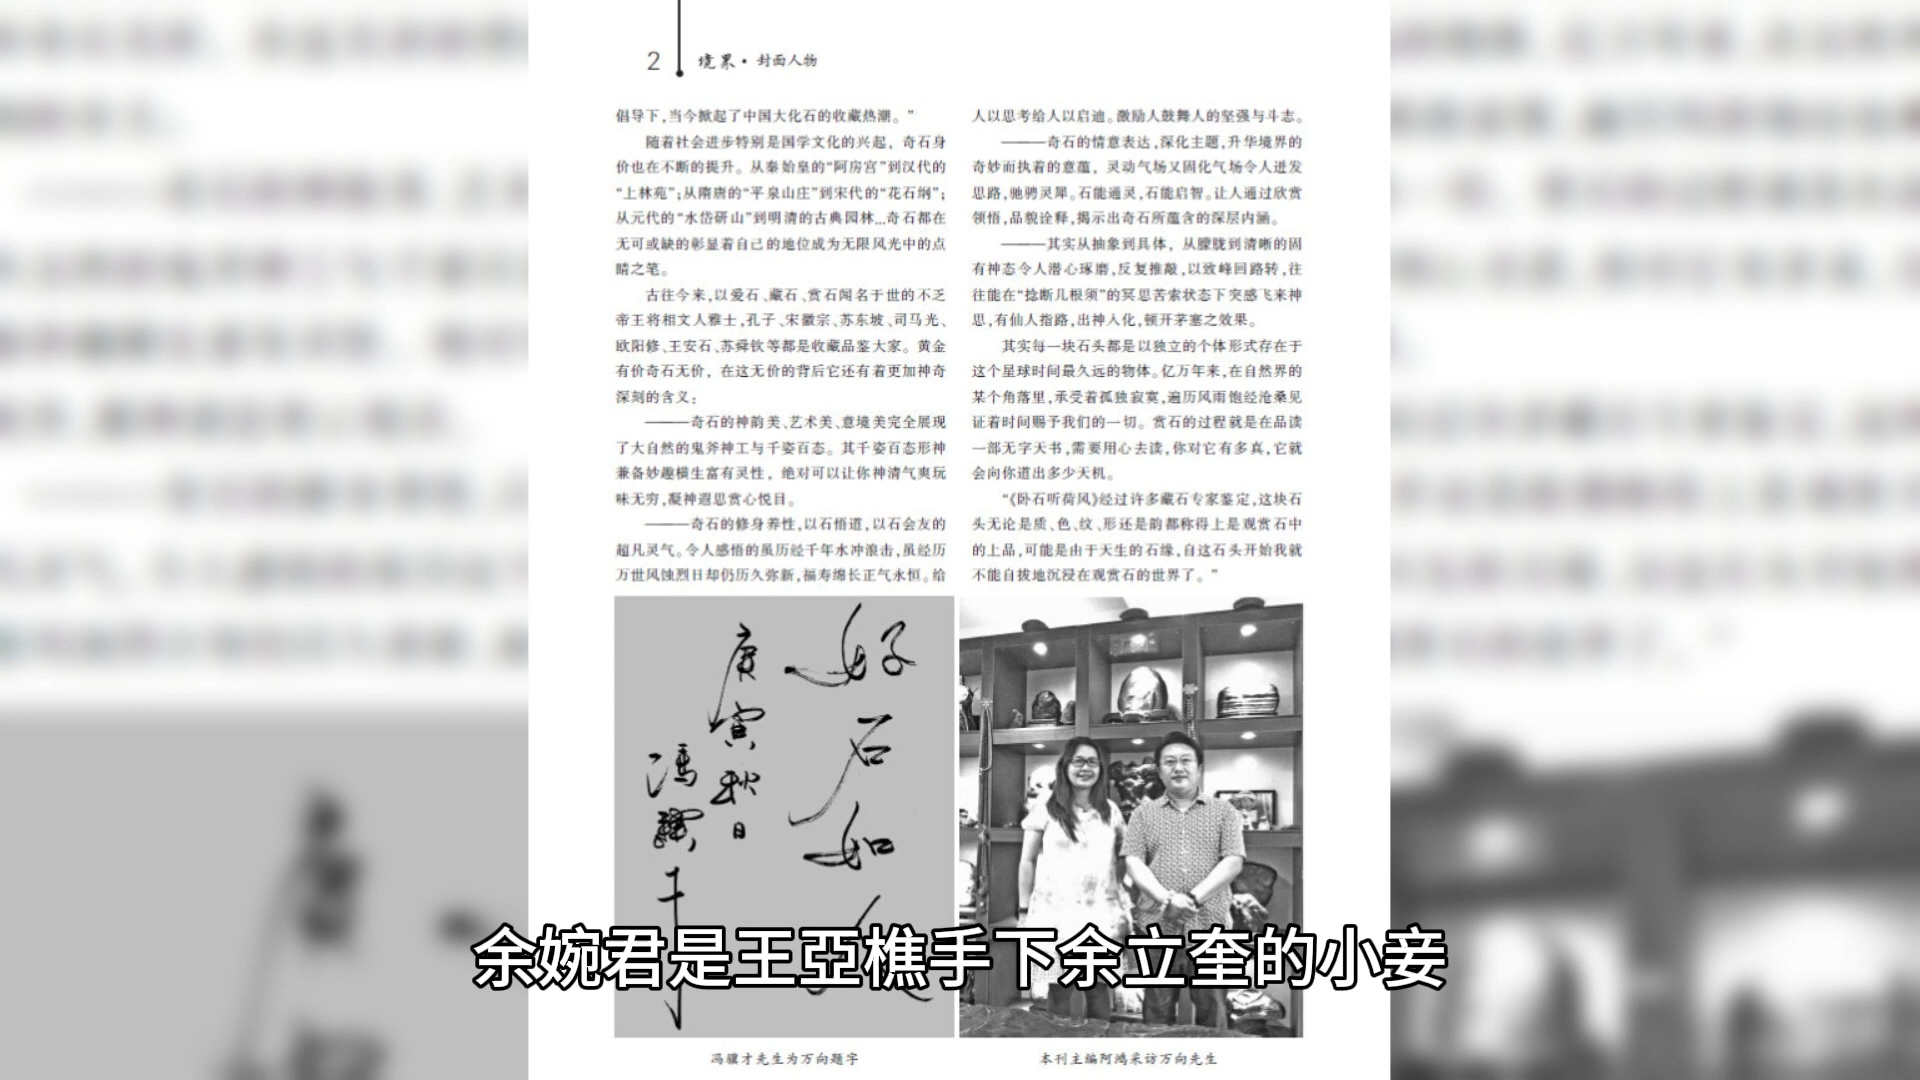 2
境界·封面人物
倡导下,当今掀起了中国大化石的收藏热潮。”
随着社会进步特别是国学文化的兴起，奇石身
价也在不断的提升。从秦始皇的“阿房宫”到汉代的
“上林苑”;从隋唐的“平泉山庄”到宋代的“花石纲”;
从元代的“水岱研山”到明清的古典园林...奇石都在
无可或缺的彰显着自己的地位成为无限风光中的点
睛之笔。
古往今来,以爱石、藏石、赏石闻名于世的不乏
帝王将相文人雅士,孔子、宋徽宗、苏东坡、司马光、
欧阳修、王安石、苏舜钦等都是收藏品鉴大家。黄金
有价奇石无价，在这无价的背后它还有着更加神奇
深刻的含义:
———奇石的神韵美、艺术美、意境美完全展现
了大自然的鬼斧神工与千姿百态。其千姿百态形神
兼备妙趣横生富有灵性，绝对可以让你神清气爽玩
味无穷,凝神遐思赏心悦目。
———奇石的修身养性,以石悟道,以石会友的
超凡灵气。令人感悟的虽历经千年水冲浪击,虽经历
万世风蚀烈日却仍历久弥新,福寿绵长正气永恒。给
人以思考给人以启迪。激励人鼓舞人的坚强与斗志。
———奇石的情意表达,深化主题,升华境界的
奇妙而执着的意蕴，灵动气场又固化气场令人迸发
思路,驰骋灵犀。石能通灵,石能启智。让人通过欣赏
领悟,品貌诠释,揭示出奇石所蕴含的深层内涵。
———其实从抽象到具体，从朦胧到清晰的固
有神态令人潜心琢磨,反复推敲,以致峰回路转,往
往能在“捻断几根须”的冥思苦索状态下突感飞来神
思,有仙人指路,出神入化,顿开茅塞之效果。
其实每一块石头都是以独立的个体形式存在于
这个星球时间最久远的物体。亿万年来,在自然界的
某个角落里,承受着孤独寂寞,遍历风雨饱经沧桑见
证着时间赐予我们的一切。赏石的过程就是在品读
一部无字天书,需要用心去读,你对它有多真,它就
会向你道出多少天机。
“《卧石听荷风》经过许多藏石专家鉴定,这块石
头无论是质、色、纹、形还是韵都称得上是观赏石中
的上品,可能是由于天生的石缘,自这石头开始我就
不能自拔地沉浸在观赏石的世界了。”
好石如
庚寅秋日
冯骥才
余婉君是王亞樵手下余立奎的小妾
冯骥才先生为万向题字
本刊主编阿鸿采访万向先生